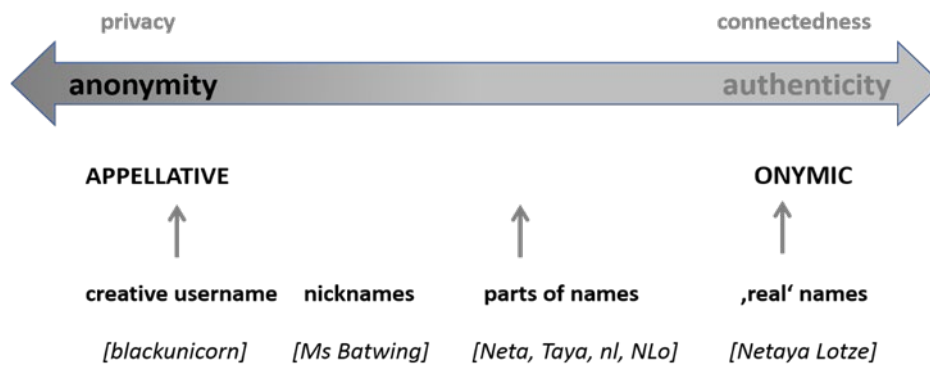 privacy connectedness
anonymity authenticity
APPELLATIVE ONYMIC
creative username nicknames parts of names ‚real‘ names
[blackunicorn] [Ms Batwing] [Neta, Taya, nl, NLo] [Netaya Lotze]